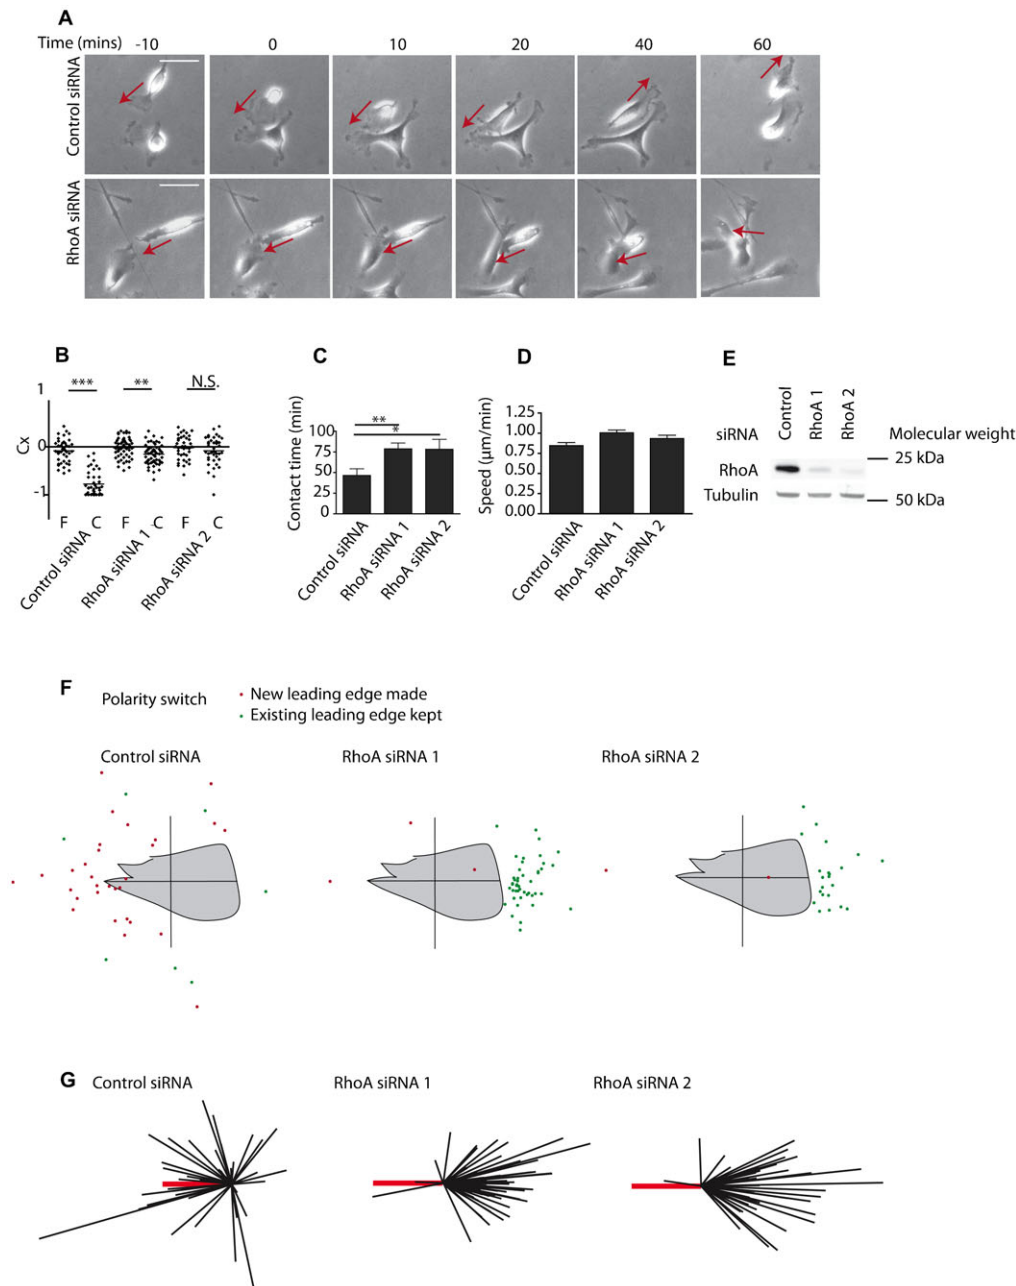 A
Time (mins) -10 0 10 20 40 60
Control siRNA
RhoA siRNA
B
C
D
E
1
0
-1
Cx
*** ** N.S.
F C F C F C
Control siRNA
RhoA siRNA 1
RhoA siRNA 2
Contact time (min)
100
75
50
25
0
**
*
Control siRNA
RhoA siRNA 1
RhoA siRNA 2
Speed (μm/min)
1.25
1.00
0.75
0.50
0.25
0.00
Control siRNA
RhoA siRNA 1
RhoA siRNA 2
siRNA Control RhoA 1 RhoA 2 Molecular weight
RhoA 25 kDa
Tubulin 50 kDa
F
Polarity switch
New leading edge made
Existing leading edge kept
Control siRNA RhoA siRNA 1 RhoA siRNA 2
G Control siRNA RhoA siRNA 1 RhoA siRNA 2